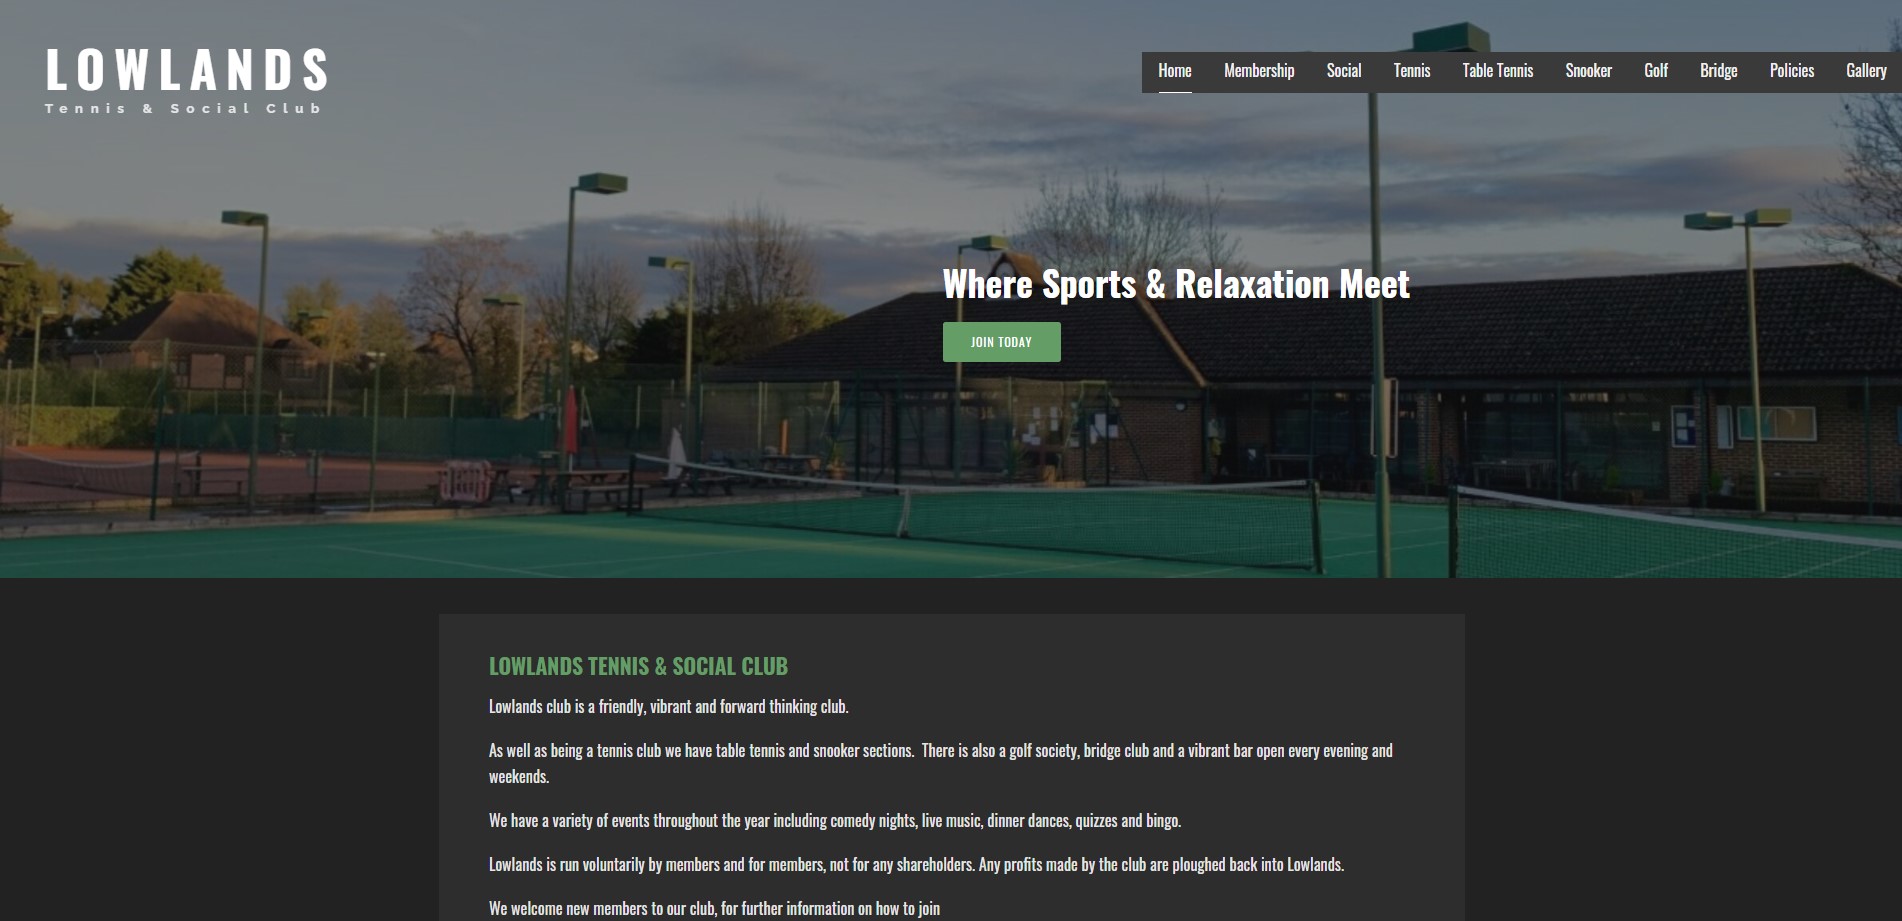 LOWLANDS
Tennis & Social Club
Home Membership Social Tennis Table Tennis Snooker Golf Bridge Policies Gallery
Where Sports & Relaxation Meet
JOIN TODAY
LOWLANDS TENNIS & SOCIAL CLUB
Lowlands club is a friendly, vibrant and forward thinking club.
As well as being a tennis club we have table tennis and snooker sections.  There is also a golf society, bridge club and a vibrant bar open every evening and
weekends.
We have a variety of events throughout the year including comedy nights, live music, dinner dances, quizzes and bingo.
Lowlands is run voluntarily by members and for members, not for any shareholders. Any profits made by the club are ploughed back into Lowlands.
We welcome new members to our club, for further information on how to join